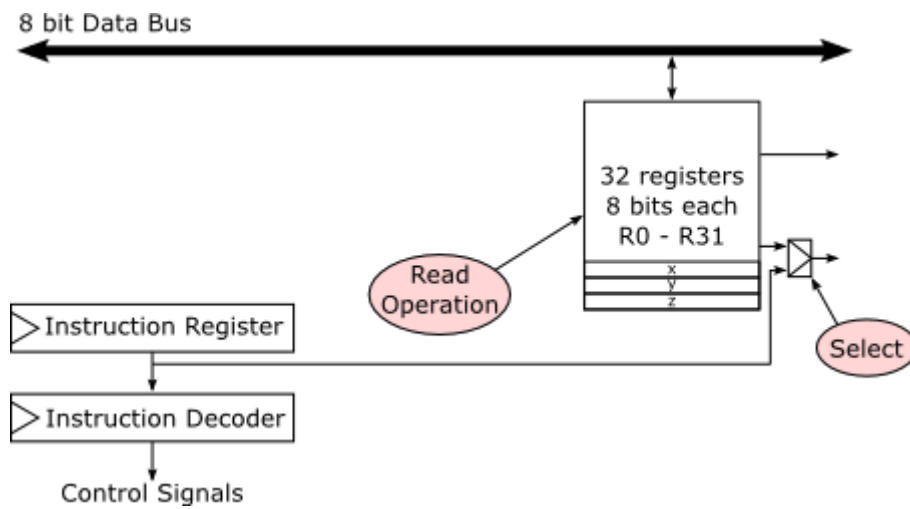 8 bit Data Bus
32 registers
8 bits each
R0 - R31
x
y
z
Read
Operation
Select
Instruction Register
Instruction Decoder
Control Signals